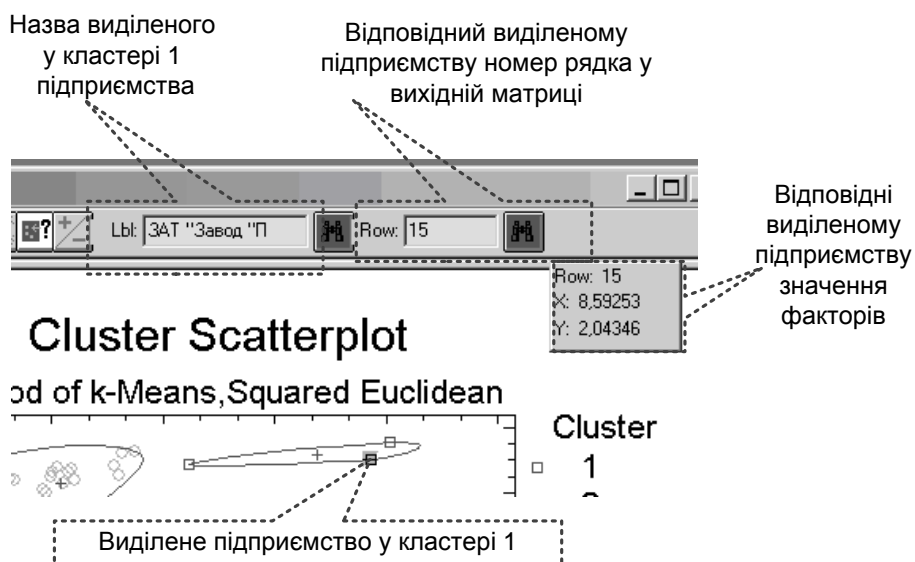 Назва виділеного
у кластері 1
підприємства
Відповідний виділеному
підприємству номер рядка у
вихідній матриці
Lbl: ЗАТ "Завод "П
Row: 15
Row: 15
X: 8,59253
Y: 2,04346
Відповідні
виділеному
підприємству
значення
факторів
Cluster Scatterplot
od of k-Means,Squared Euclidean
Cluster
1
Виділене підприємство у кластері 1